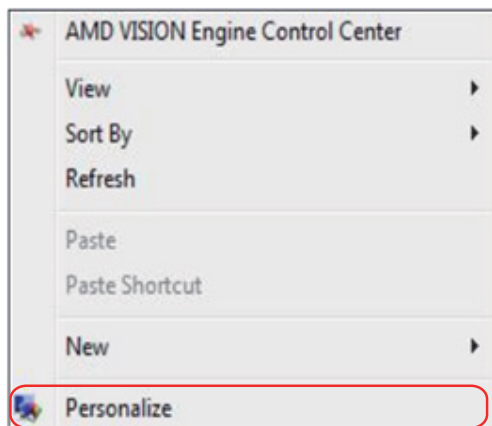 AMD VISION Engine Control Center
View
Sort By
Refresh
Paste
Paste Shortcut
New
Personalize